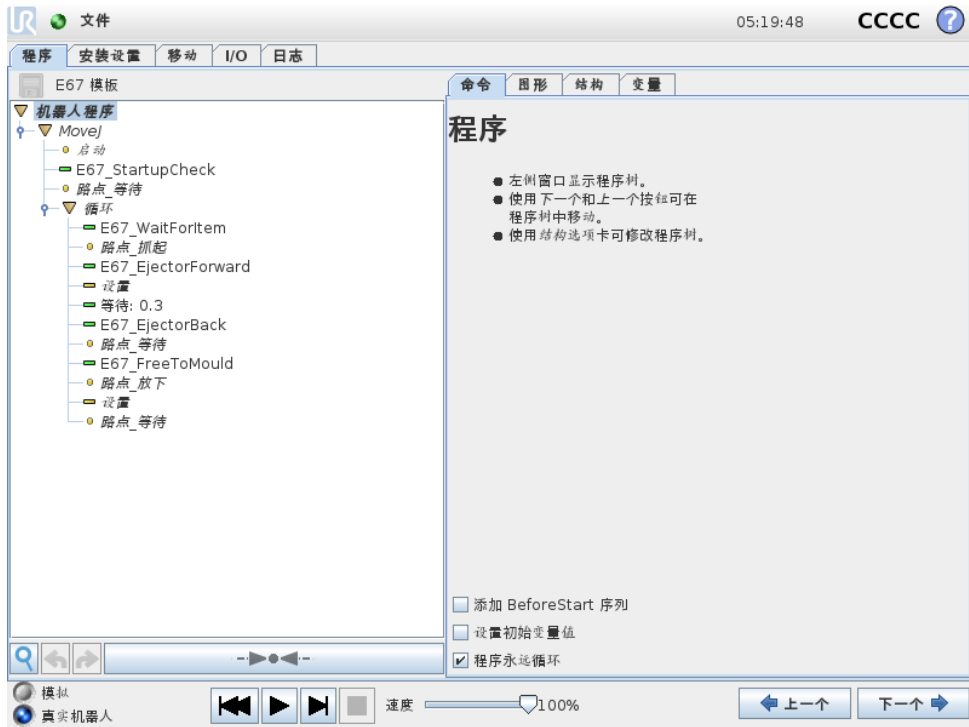 UR 文件 05:19:48 CCCC ?
程序 安装设置 移动 I/O 日志
E67 模板
命令 图形 结构 变量
机器人程序
MoveJ
启动
E67_StartupCheck
路点_等待
循环
E67_WaitForItem
路点_抓起
E67_EjectorForward
设置
等待: 0.3
E67_EjectorBack
路点_等待
E67_FreeToMould
路点_放下
设置
路点_等待
程序
左侧窗口显示程序树。
使用下一个和上一个按钮可在
程序树中移动。
使用结构选项卡可修改程序树。
添加 BeforeStart 序列
设置初始变量值
程序永远循环
模拟
真实机器人
速度 100%
上一个 下一个